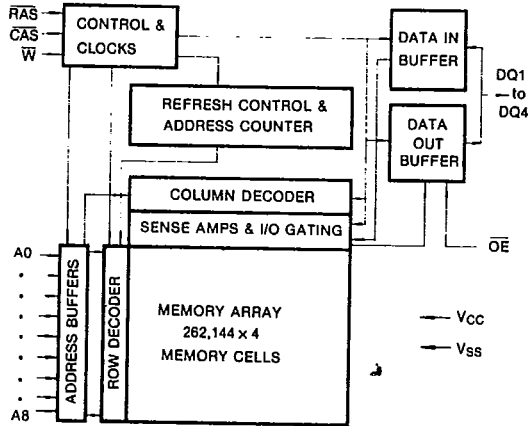 RAS
CAS
W
CONTROL &
CLOCKS
DATA IN
BUFFER
DQ1
to
DQ4
REFRESH CONTROL &
ADDRESS COUNTER
DATA
OUT
BUFFER
COLUMN DECODER
SENSE AMPS & I/O GATING
OE
A0
A8
ADDRESS BUFFERS
ROW DECODER
MEMORY ARRAY
262,144 x 4
MEMORY CELLS
VCC
VSS